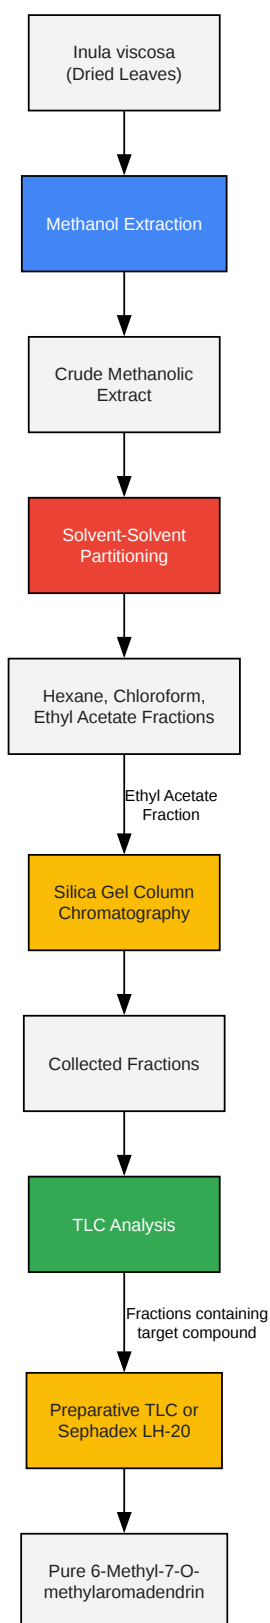 Inula viscosa
(Dried Leaves)
Methanol Extraction
Crude Methanolic
Extract
Solvent-Solvent
Partitioning
Hexane, Chloroform,
Ethyl Acetate Fractions
Ethyl Acetate
Fraction
Silica Gel Column
Chromatography
Collected Fractions
TLC Analysis
Fractions containing
target compound
Preparative TLC or
Sephadex LH-20
Pure 6-Methyl-7-O-
methylaromadendrin